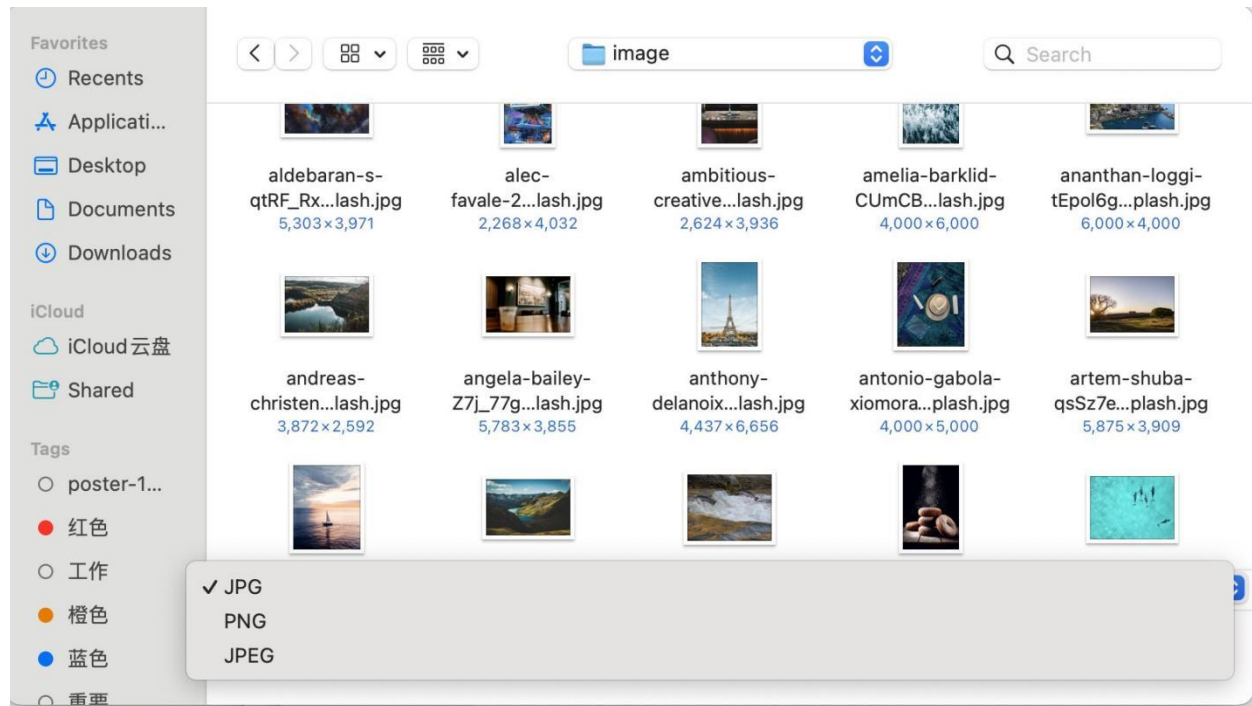 Favorites
Recents
Applicati...
Desktop
Documents
Downloads
iCloud
iCloud云盘
Shared
Tags
poster-1...
红色
工作
橙色
蓝色
重要
image
Search
aldebaran-s-
qtRF_Rx...lash.jpg
5,303×3,971
alec-
favale-2...lash.jpg
2,268×4,032
ambitious-
creative...lash.jpg
2,624×3,936
amelia-barklid-
CUmCB...lash.jpg
4,000×6,000
ananthan-loggi-
tEpol6g...plash.jpg
6,000×4,000
andreas-
christen...lash.jpg
3,872×2,592
angela-bailey-
Z7j_77g...lash.jpg
5,783×3,855
anthony-
delanoix...lash.jpg
4,437×6,656
antonio-gabola-
xiomora...plash.jpg
4,000×5,000
artem-shuba-
qsSz7e...plash.jpg
5,875×3,909
JPG
PNG
JPEG